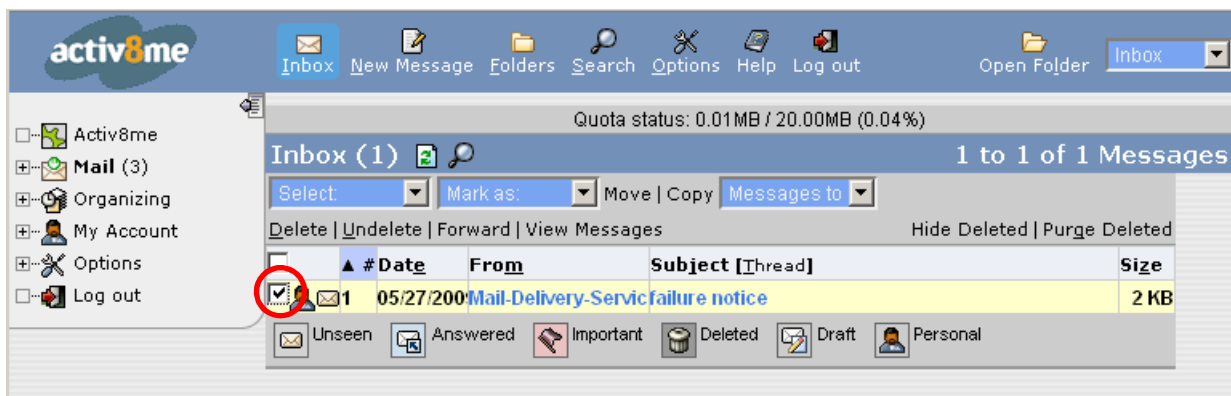 activ8me
Inbox New Message Folders Search Options Help Log out Open Folder Inbox
Quota status: 0.01MB / 20.00MB (0.04%)
Activ8me
Mail (3)
Organizing
My Account
Options
Log out
Inbox (1) 1 to 1 of 1 Messages
Select: Mark as: Move | Copy Messages to
Delete | Undelete | Forward | View Messages Hide Deleted | Purge Deleted
# Date From Subject [Thread] Size
1 05/27/200 Mail-Delivery-Servic failure notice 2 KB
Unseen Answered Important Deleted Draft Personal